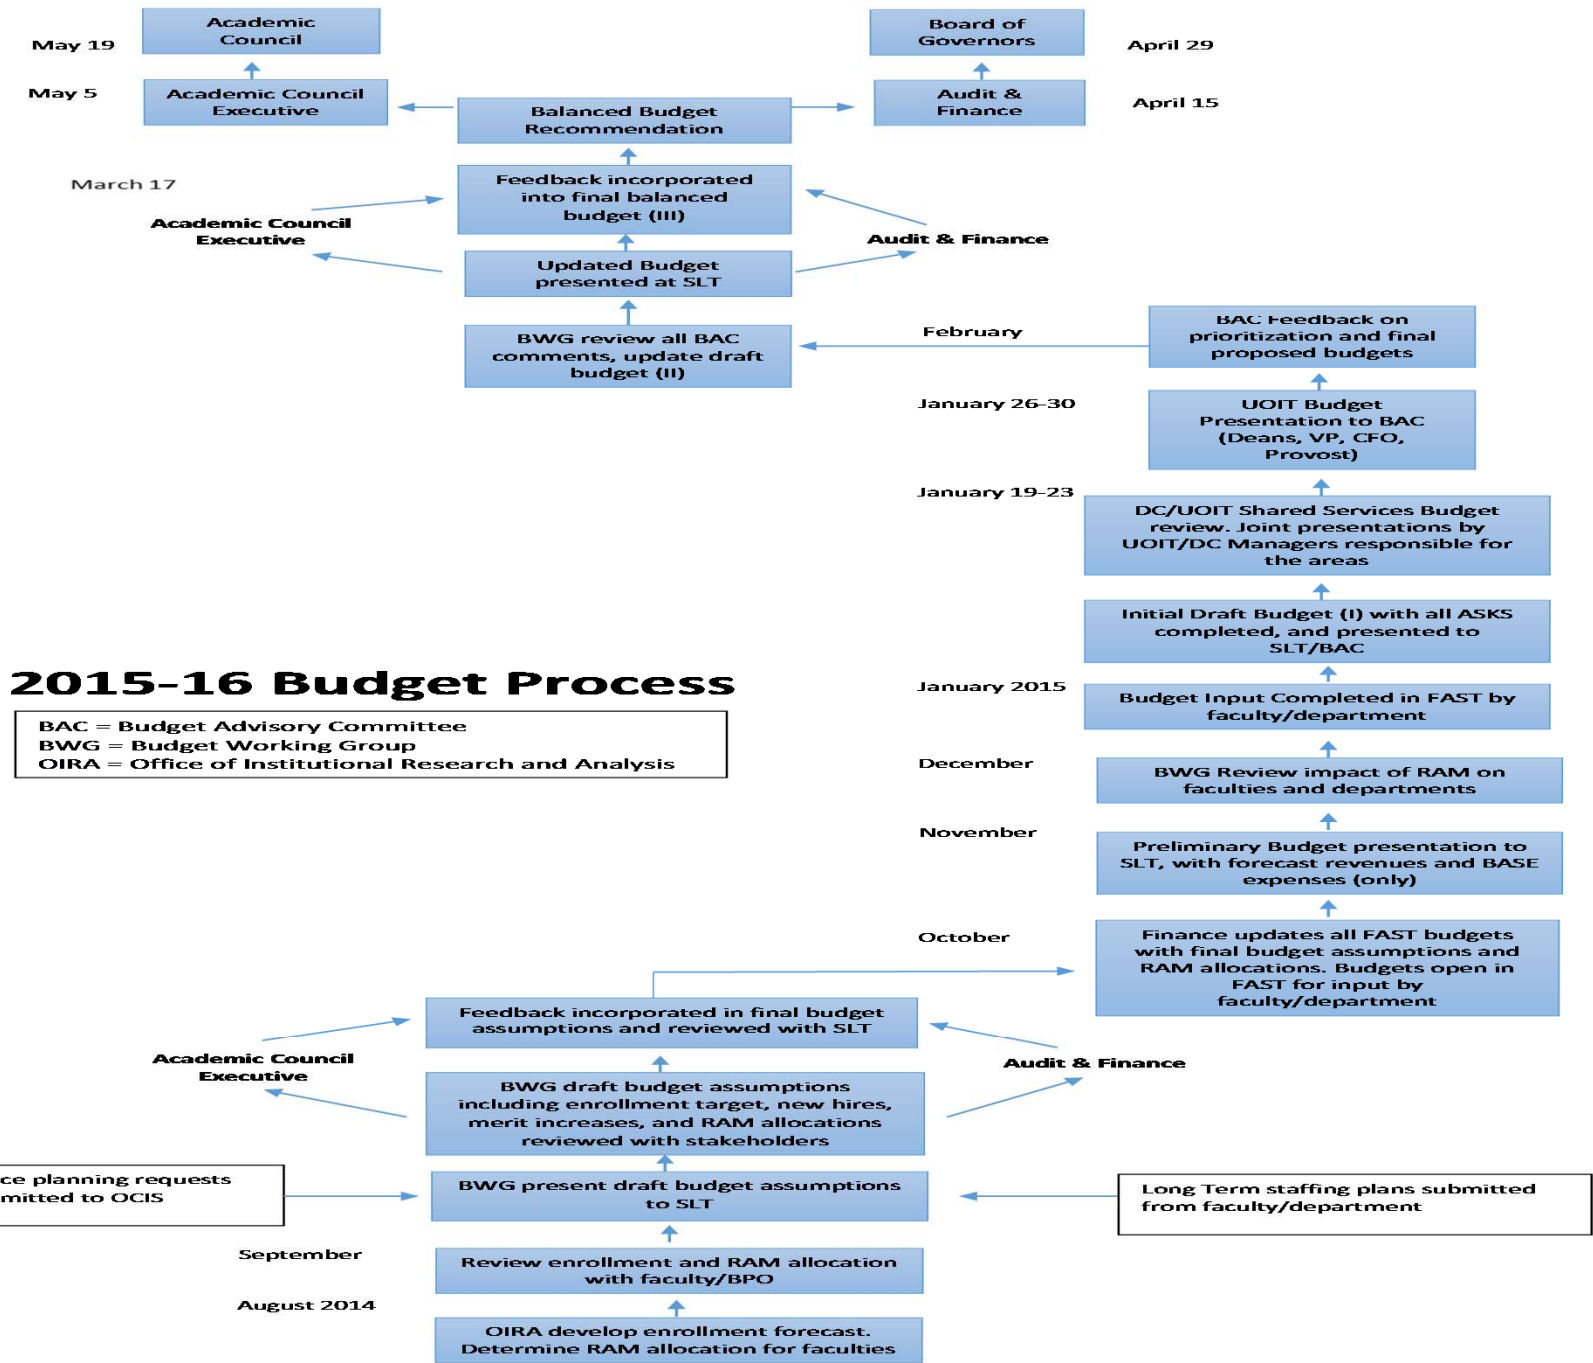 May 19
Academic
Council
Board of
Governors
April 29
May 5
Academic Council
Executive
Balanced Budget
Recommendation
Audit &
Finance
April 15
March 17
Feedback incorporated
into final balanced
budget (III)
Academic Council
Executive
Audit & Finance
Updated Budget
presented at SLT
BWG review all BAC
comments, update draft
budget (II)
February
BAC Feedback on
prioritization and final
proposed budgets
January 26-30
UOIT Budget
Presentation to BAC
(Deans, VP, CFO,
Provost)
January 19-23
DC/UOIT Shared Services Budget
review. Joint presentations by
UOIT/DC Managers responsible for
the areas
Initial Draft Budget (I) with all ASKS
completed, and presented to
SLT/BAC
2015-16 Budget Process
BAC = Budget Advisory Committee
BWG = Budget Working Group
OIRA = Office of Institutional Research and Analysis
January 2015
Budget Input Completed in FAST by
faculty/department
December
BWG Review impact of RAM on
faculties and departments
November
Preliminary Budget presentation to
SLT, with forecast revenues and BASE
expenses (only)
October
Finance updates all FAST budgets
with final budget assumptions and
RAM allocations. Budgets open in
FAST for input by
faculty/department
Feedback incorporated in final budget
assumptions and reviewed with SLT
Academic Council
Executive
Audit & Finance
BWG draft budget assumptions
including enrollment target, new hires,
merit increases, and RAM allocations
reviewed with stakeholders
ce planning requests
mitted to OCIS
BWG present draft budget assumptions
to SLT
Long Term staffing plans submitted
from faculty/department
September
Review enrollment and RAM allocation
with faculty/BPO
August 2014
OIRA develop enrollment forecast.
Determine RAM allocation for faculties